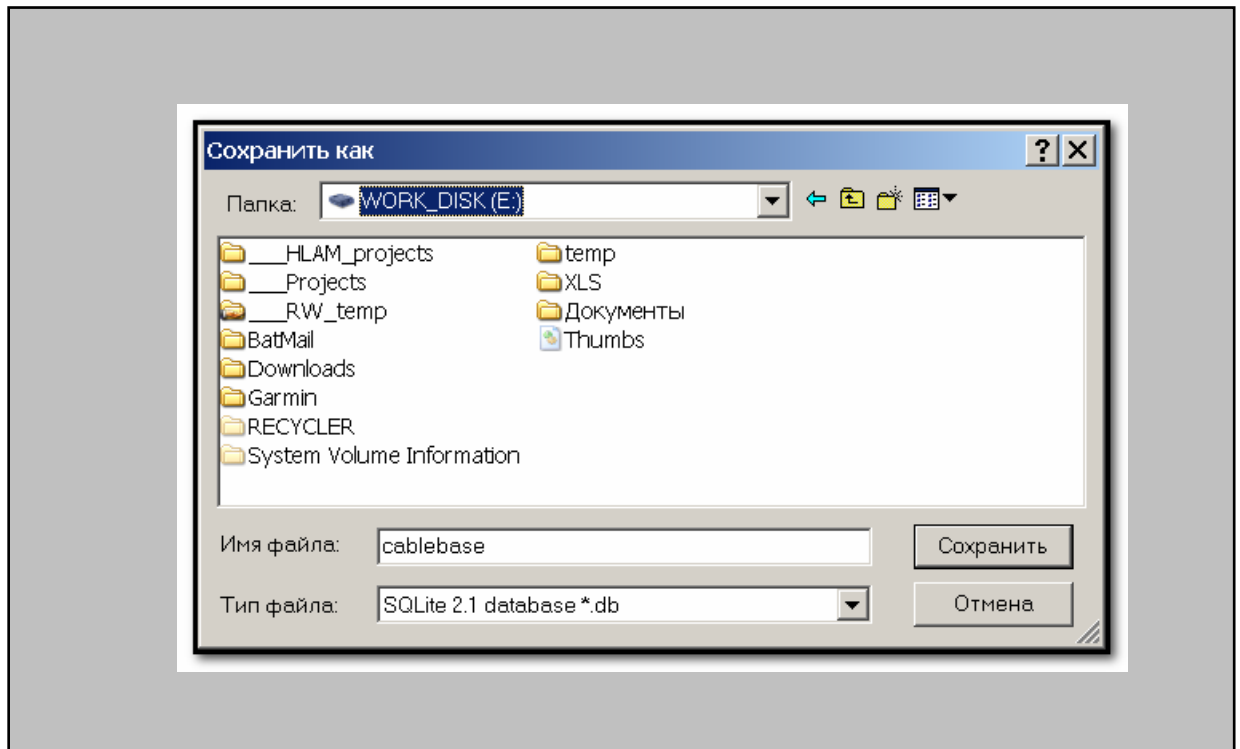 Сохранить как
Папка: WORK_DISK (E:)
___HLAM_projects
___Projects
___RW_temp
BatMail
Downloads
Garmin
RECYCLER
System Volume Information
temp
XLS
Документы
Thumbs
Имя файла: cablebase Сохранить
Тип файла: SQLite 2.1 database *.db Отмена